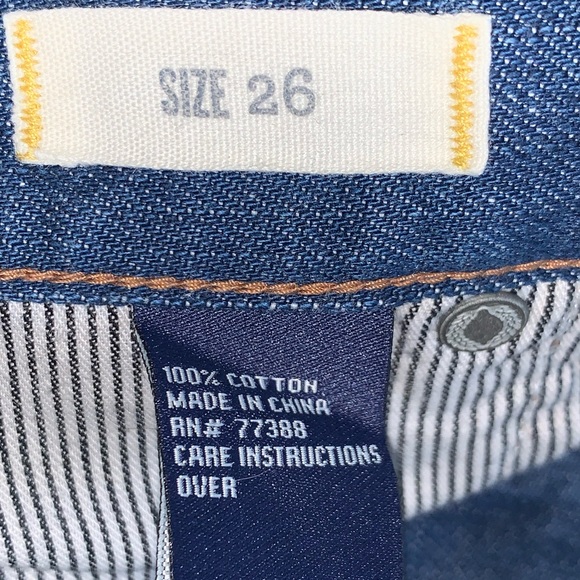 SIZE 26
100% COTTON
MADE IN CHINA
RN# 77388
CARE INSTRUCTIONS
OVER